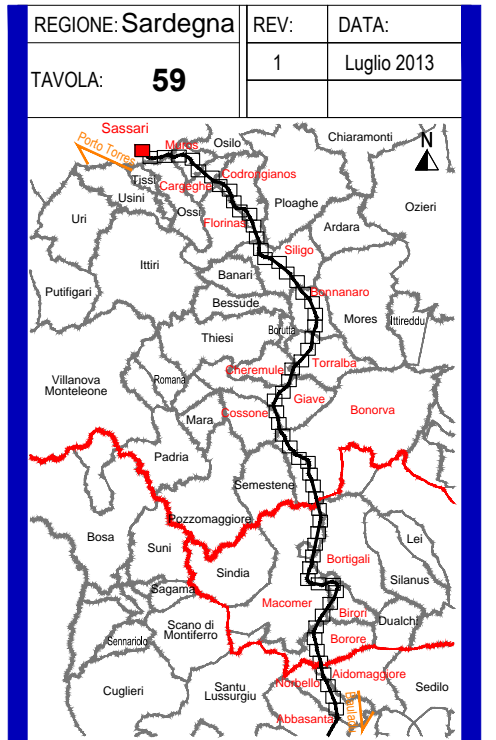 REGIONE: Sardegna
REV:
DATA:
TAVOLA: 59
1
Luglio 2013
Sassari
Porto Torres
Muros
Osilo
Chiaramonti
N
Tissi
Cargeghe
Codrongianos
Usini
Ossi
Ploaghe
Ozieri
Uri
Florinas
Ardara
Siligo
Ittiri
Banari
Putifigari
Bessude
Bonnanaro
Thiesi
Borutta
Mores
Ittireddu
Cheremule
Torralba
Villanova
Monteleone
Romana
Giave
Cossone
Bonorva
Mara
Padria
Semestene
Pozzomaggiore
Bosa
Suni
Lei
Bortigali
Sindia
Silanus
Sagama
Macomer
Birori
Dualchi
Scano di
Montiferro
Sennariolo
Borore
Aidomaggiore
Norbello
Sedilo
Cuglieri
Santu
Lussurgiu
Abbasanta